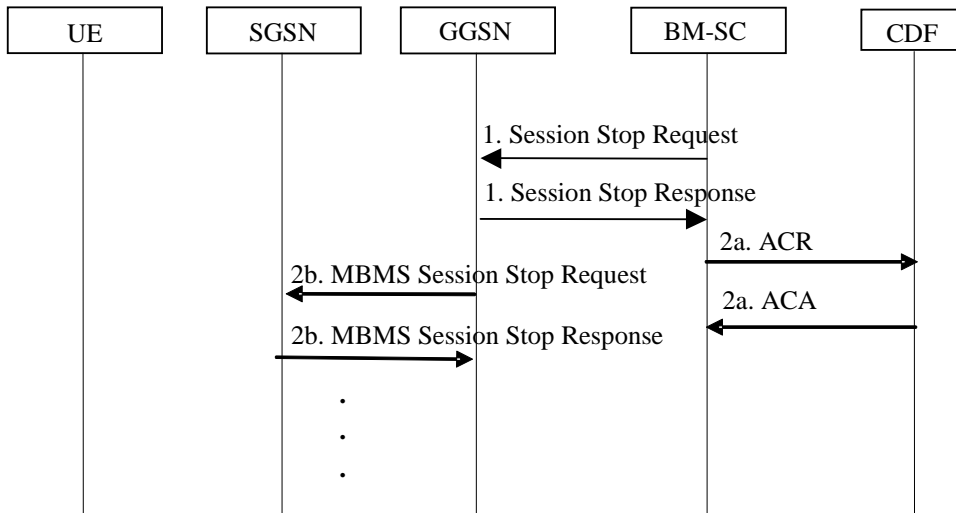 UE
SGSN
GGSN
BM-SC
CDF
1. Session Stop Request
1. Session Stop Response
2a. ACR
2b. MBMS Session Stop Request
2a. ACA
2b. MBMS Session Stop Response
.
.
.